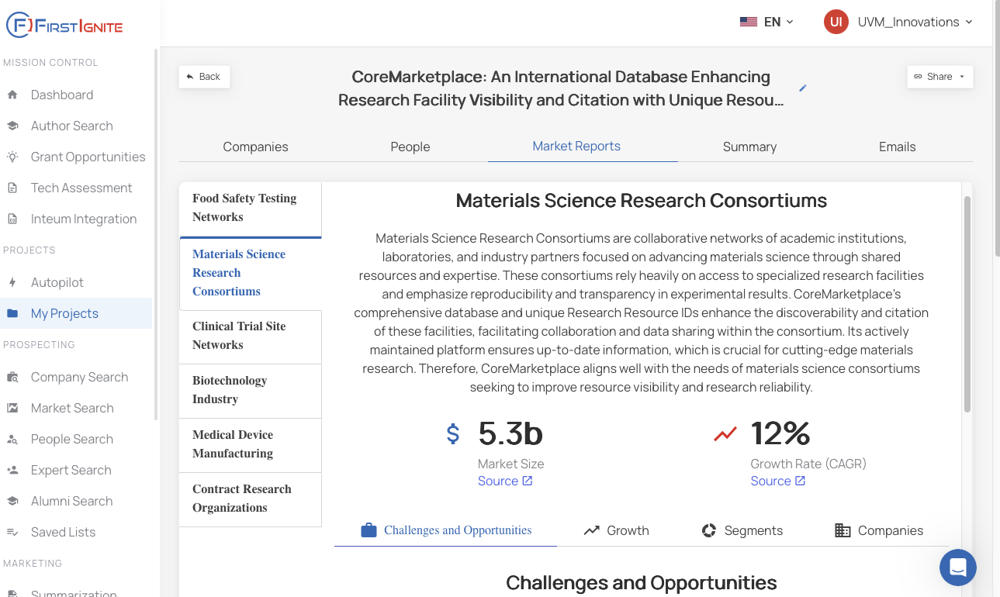 FIRSTIGNITE
EN
UI
UVM_Innovations
MISSION CONTROL
Dashboard
Author Search
Grant Opportunities
Tech Assessment
Inteum Integration
PROJECTS
Autopilot
My Projects
PROSPECTING
Company Search
Market Search
People Search
Expert Search
Alumni Search
Saved Lists
MARKETING
Summarization
Back
CoreMarketplace: An International Database Enhancing
Research Facility Visibility and Citation with Unique Resou...
Share
Companies
People
Market Reports
Summary
Emails
Food Safety Testing
Networks
Materials Science
Research
Consortiums
Clinical Trial Site
Networks
Biotechnology
Industry
Medical Device
Manufacturing
Contract Research
Organizations
Materials Science Research Consortiums
Materials Science Research Consortiums are collaborative networks of academic institutions,
laboratories, and industry partners focused on advancing materials science through shared
resources and expertise. These consortiums rely heavily on access to specialized research facilities
and emphasize reproducibility and transparency in experimental results. CoreMarketplace's
comprehensive database and unique Research Resource IDs enhance the discoverability and citation
of these facilities, facilitating collaboration and data sharing within the consortium. Its actively
maintained platform ensures up-to-date information, which is crucial for cutting-edge materials
research. Therefore, CoreMarketplace aligns well with the needs of materials science consortiums
seeking to improve resource visibility and research reliability.
$ 5.3b
Market Size
Source
12%
Growth Rate (CAGR)
Source
Challenges and Opportunities
Growth
Segments
Companies
Challenges and Opportunities